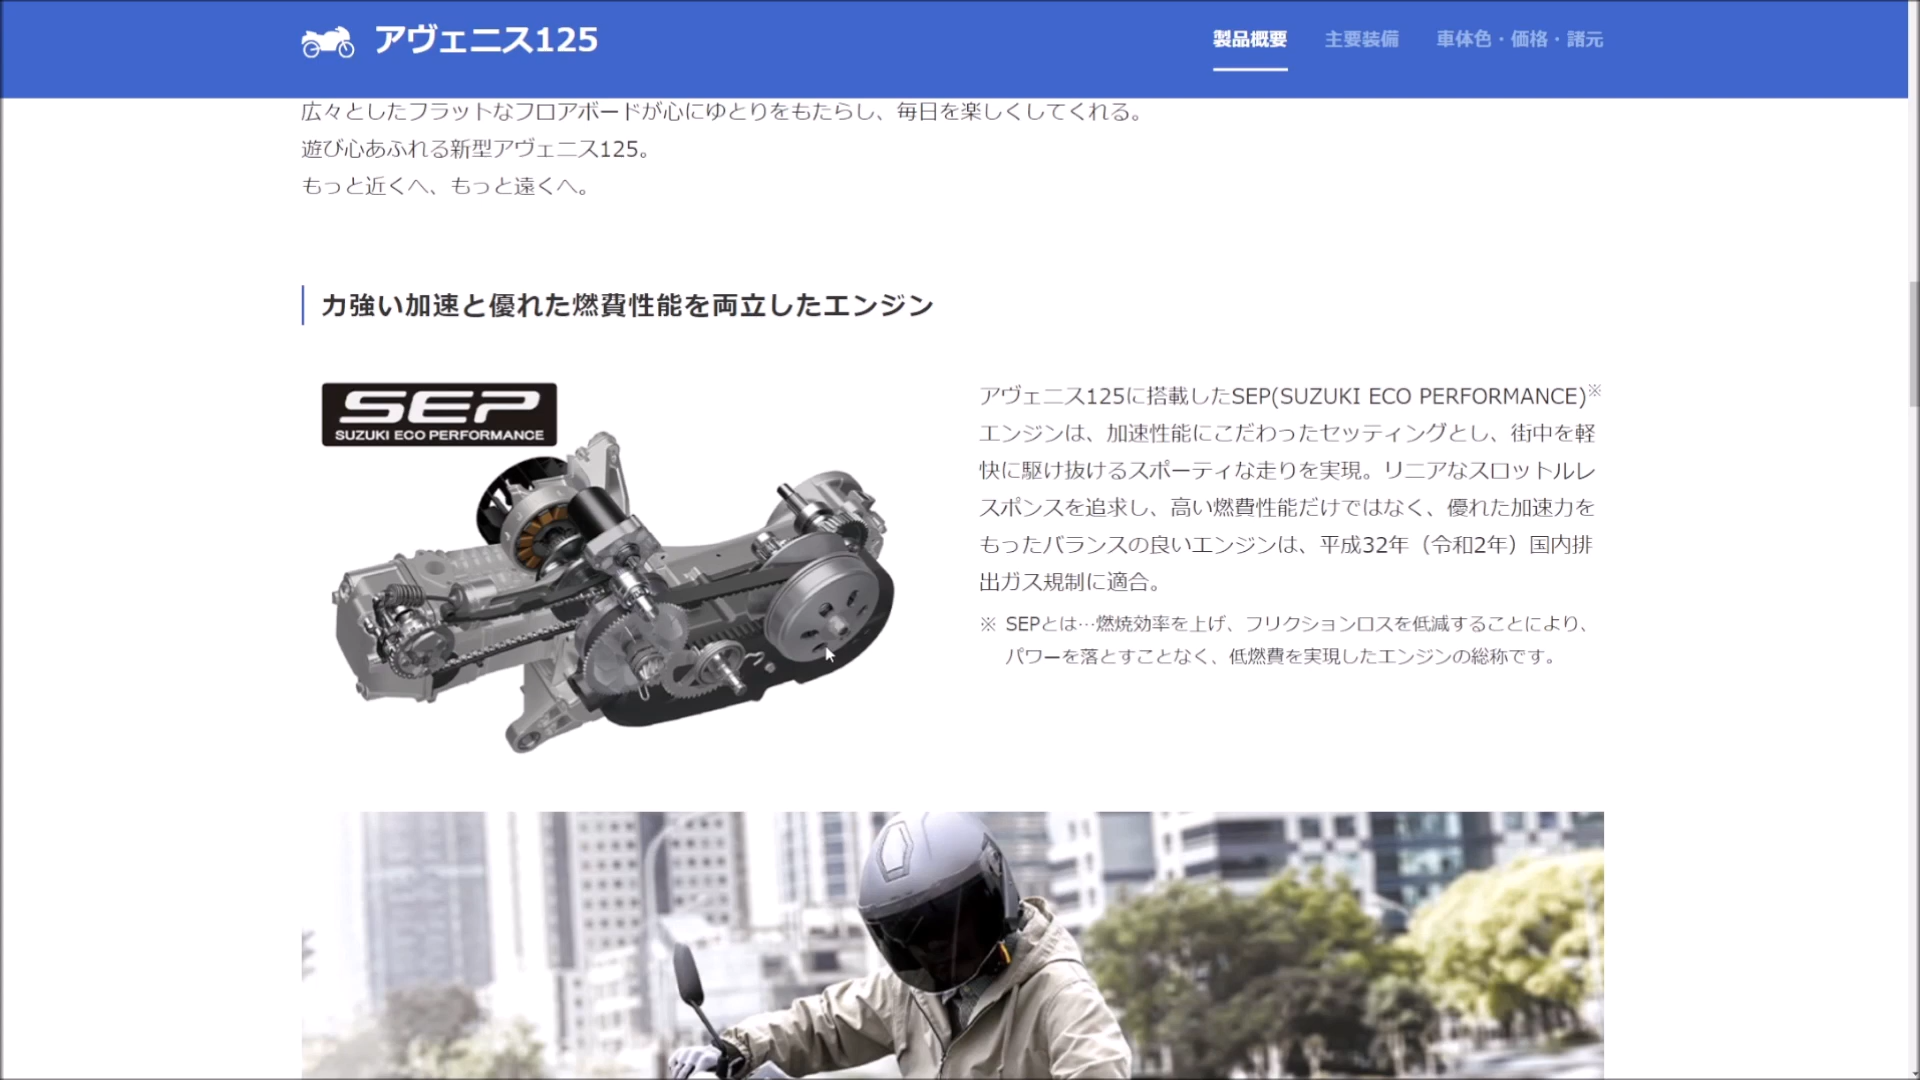 アヴェニス125
製品概要
主要装備
車体色・価格・諸元
広々としたフラットなフロアボードが心にゆとりをもたらし、毎日を楽しくしてくれる。
遊び心あふれる新型アヴェニス125。
もっと近くへ、もっと遠くへ。
力強い加速と優れた燃費性能を両立したエンジン
SEP
SUZUKI ECO PERFORMANCE
アヴェニス125に搭載したSEP(SUZUKI ECO PERFORMANCE)※
エンジンは、加速性能にこだわったセッティングとし、街中を軽
快に駆け抜けるスポーティな走りを実現。リニアなスロットルレ
スポンスを追求し、高い燃費性能だけではなく、優れた加速力を
もったバランスの良いエンジンは、平成32年（令和2年）国内排
出ガス規制に適合。
※ SEPとは…燃焼効率を上げ、フリクションロスを低減することにより、
パワーを落とすことなく、低燃費を実現したエンジンの総称です。